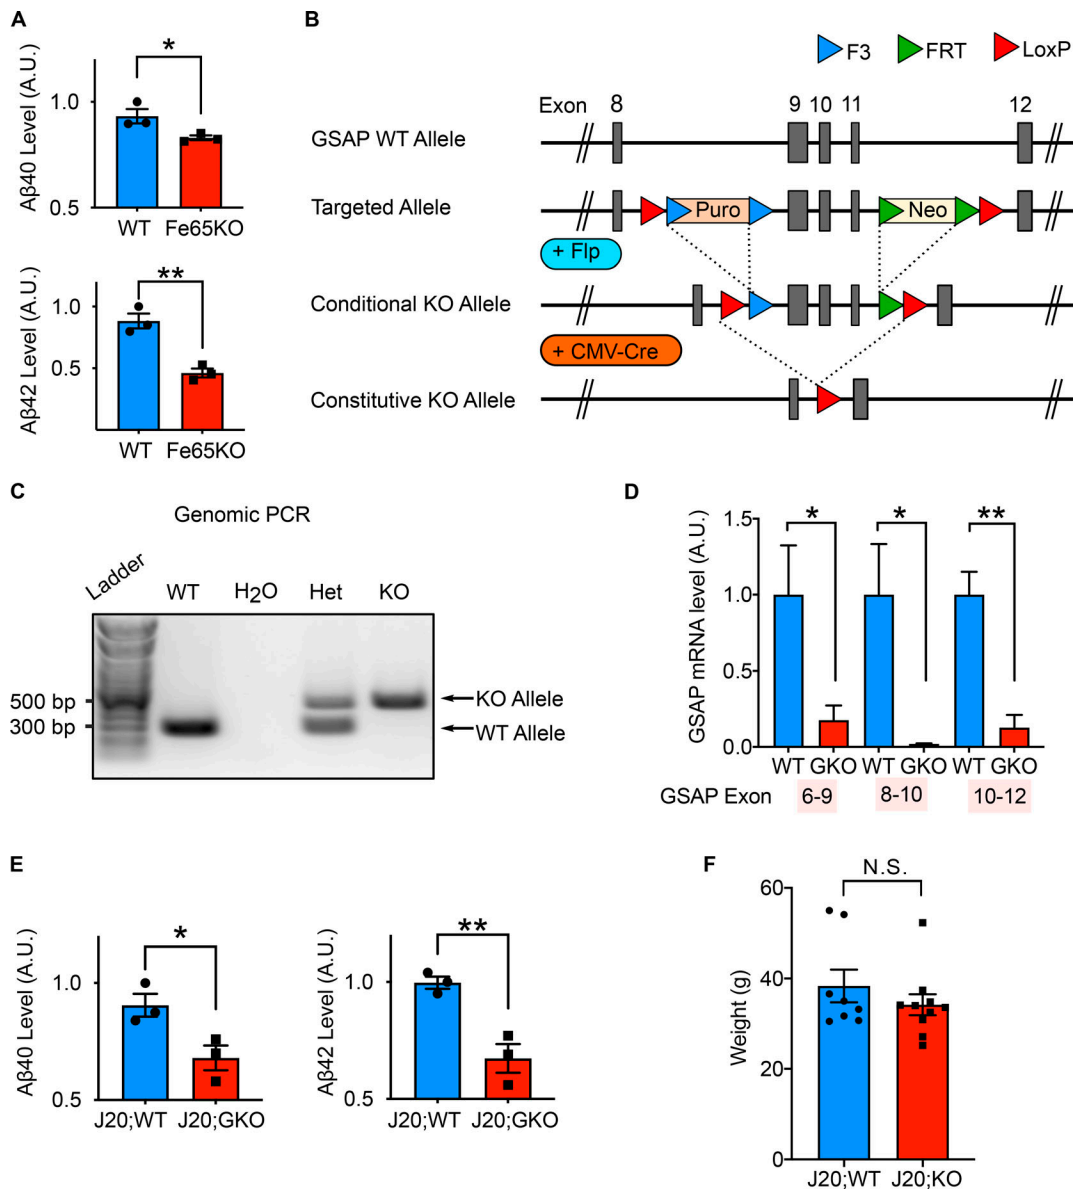 A
Aβ40 Level (A.U.)
1.0
0.5
*
WT
Fe65KO
Aβ42 Level (A.U.)
1.0
0.5
**
WT
Fe65KO
B
F3
FRT
LoxP
Exon
8
9
10
11
12
GSAP WT Allele
Targeted Allele
Puro
Neo
+ Flp
Conditional KO Allele
+ CMV-Cre
Constitutive KO Allele
C
Genomic PCR
Ladder
WT
H2O
Het
KO
500 bp
300 bp
KO Allele
WT Allele
D
GSAP mRNA level (A.U.)
1.5
1.0
0.5
0.0
*
*
**
WT GKO WT GKO WT GKO
GSAP Exon
6-9
8-10
10-12
E
Aβ40 Level (A.U.)
1.0
0.5
*
J20;WT J20;GKO
Aβ42 Level (A.U.)
1.0
0.5
**
J20;WT J20;GKO
F
N.S.
Weight (g)
60
40
20
0
J20;WT
J20;KO